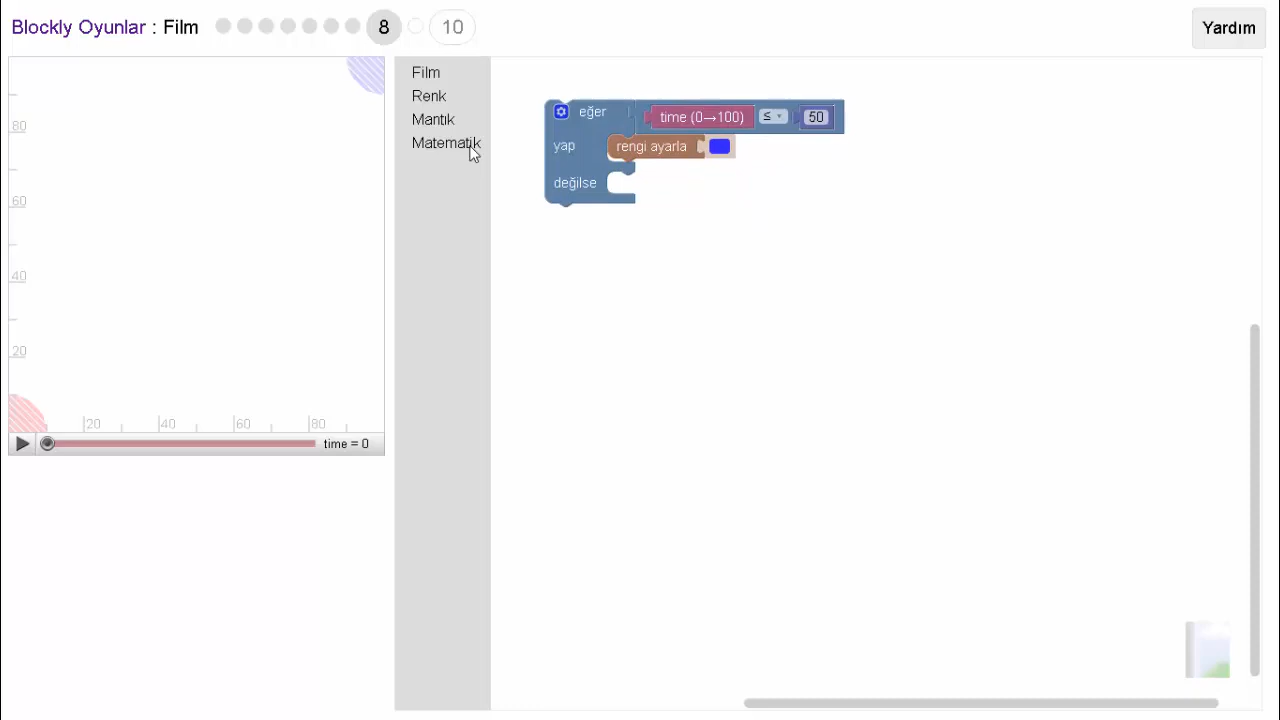 Blockly Oyunlar : Film 8 10 Yardım
Film
Renk
Mantık
Matematik
eğer time (0→100) ≤ 50
yap rengi ayarla
değilse
80
60
40
20
20 40 60 80
time = 0